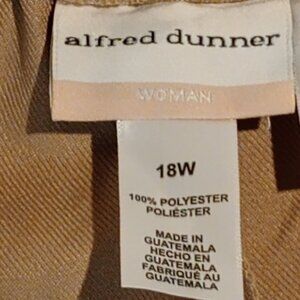 alfred dunner
WOMAN
18W
100% POLYESTER
POLIÉSTER
MADE IN
GUATEMALA
HECHO EN
GUATEMALA
FABRIQUÉ AU
GUATEMALA